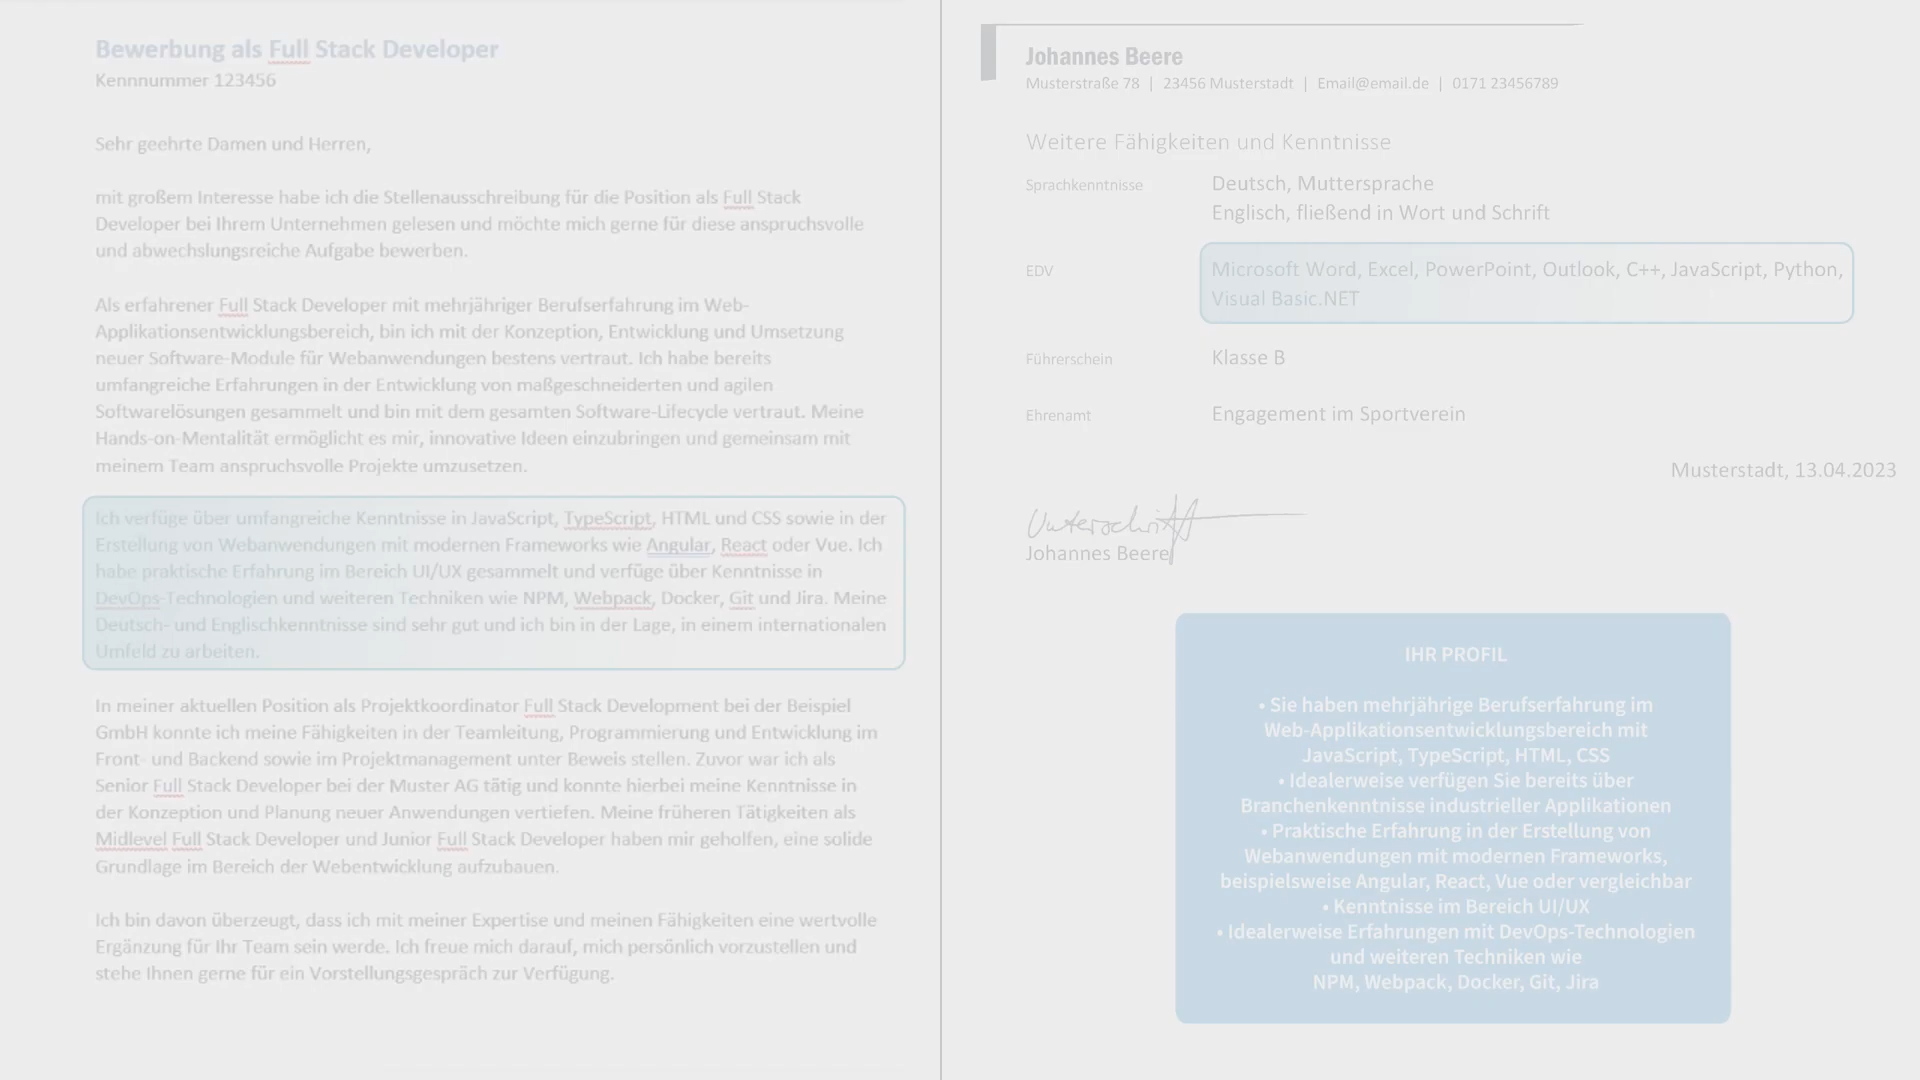 Bewerbung als Full Stack Developer
Kennnummer 123456
Sehr geehrte Damen und Herren,
mit großem Interesse habe ich die Stellenausschreibung für die Position als Full Stack
Developer bei Ihrem Unternehmen gelesen und möchte mich gerne für diese anspruchsvolle
und abwechslungsreiche Aufgabe bewerben.
Als erfahrener Full Stack Developer mit mehrjähriger Berufserfahrung im Web-
Applikationsentwicklungsbereich, bin ich mit der Konzeption, Entwicklung und Umsetzung
neuer Software-Module für Webanwendungen bestens vertraut. Ich habe bereits
umfangreiche Erfahrungen in der Entwicklung von maßgeschneiderten und agilen
Softwarelösungen gesammelt und bin mit dem gesamten Software-Lifecycle vertraut. Meine
Hands-on-Mentalität ermöglicht es mir, innovative Ideen einzubringen und gemeinsam mit
meinem Team anspruchsvolle Projekte umzusetzen.
Ich verfüge über umfangreiche Kenntnisse in JavaScript, TypeScript, HTML und CSS sowie in der
Erstellung von Webanwendungen mit modernen Frameworks wie Angular, React oder Vue. Ich
habe praktische Erfahrung im Bereich UI/UX gesammelt und verfüge über Kenntnisse in
DevOps-Technologien und weiteren Techniken wie NPM, Webpack, Docker, Git und Jira. Meine
Deutsch- und Englischkenntnisse sind sehr gut und ich bin in der Lage, in einem internationalen
Umfeld zu arbeiten.
In meiner aktuellen Position als Projektkoordinator Full Stack Development bei der Beispiel
GmbH konnte ich meine Fähigkeiten in der Teamleitung, Programmierung und Entwicklung im
Front- und Backend sowie im Projektmanagement unter Beweis stellen. Zuvor war ich als
Senior Full Stack Developer bei der Muster AG tätig und konnte hierbei meine Kenntnisse in
der Konzeption und Planung neuer Anwendungen vertiefen. Meine früheren Tätigkeiten als
Midlevel Full Stack Developer und Junior Full Stack Developer haben mir geholfen, eine solide
Grundlage im Bereich der Webentwicklung aufzubauen.
Ich bin davon überzeugt, dass ich mit meiner Expertise und meinen Fähigkeiten eine wertvolle
Ergänzung für Ihr Team sein werde. Ich freue mich darauf, mich persönlich vorzustellen und
stehe Ihnen gerne für ein Vorstellungsgespräch zur Verfügung.
Johannes Beere
Musterstraße 78 | 23456 Musterstadt | Email@email.de | 0171 23456789
Weitere Fähigkeiten und Kenntnisse
Sprachkenntnisse Deutsch, Muttersprache
Englisch, fließend in Wort und Schrift
EDV Microsoft Word, Excel, PowerPoint, Outlook, C++, JavaScript, Python,
Visual Basic.NET
Führerschein Klasse B
Ehrenamt Engagement im Sportverein
Musterstadt, 13.04.2023
Unterschrift
Johannes Beere
IHR PROFIL
• Sie haben mehrjährige Berufserfahrung im
Web-Applikationsentwicklungsbereich mit
JavaScript, TypeScript, HTML, CSS
• Idealerweise verfügen Sie bereits über
Branchenkenntnisse industrieller Applikationen
• Praktische Erfahrung in der Erstellung von
Webanwendungen mit modernen Frameworks,
beispielsweise Angular, React, Vue oder vergleichbar
• Kenntnisse im Bereich UI/UX
• Idealerweise Erfahrungen mit DevOps-Technologien
und weiteren Techniken wie
NPM, Webpack, Docker, Git, Jira